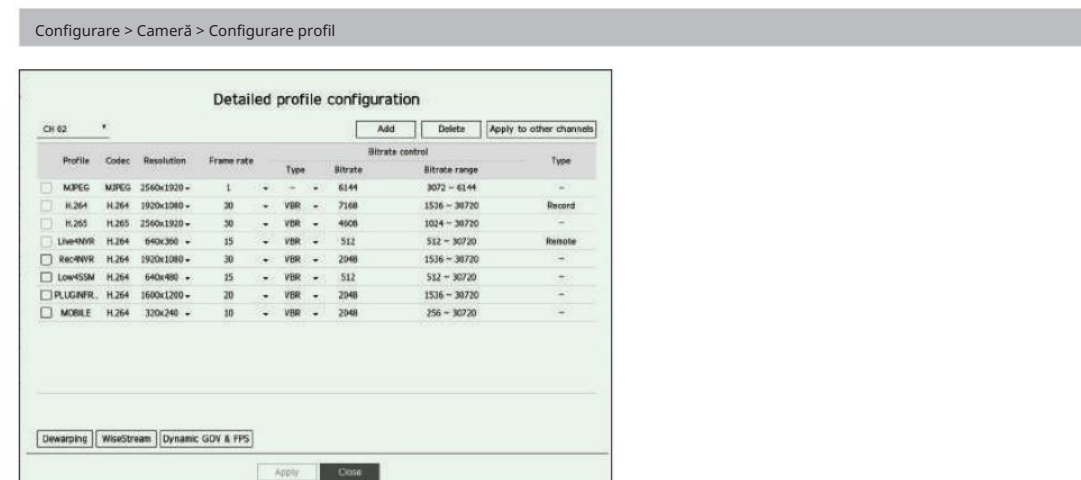 Configurare > Cameră > Configurare profil
Detailed profile configuration
CH 02 Add Delete Apply to other channels
Profile Codec Resolution Frame rate Bitrate control Type
Type Bitrate Bitrate range
MJPEG MJPEG 2560x1920 1 - 6144 3072 ~ 6144 -
H.264 H.264 1920x1080 30 VBR 7168 1536 ~ 30720 Record
H.265 H.265 2560x1920 30 VBR 4608 1024 ~ 30720 -
Live4NVR H.264 640x360 15 VBR 512 512 ~ 30720 Remote
Rec4NVR H.264 1920x1080 30 VBR 2048 1536 ~ 30720 -
Low4SSM H.264 640x480 15 VBR 512 512 ~ 30720 -
PLUGINFR.. H.264 1600x1200 20 VBR 2048 1536 ~ 30720 -
MOBILE H.264 320x240 10 VBR 2048 256 ~ 30720 -
Dewarping WiseStream Dynamic GOV & FPS
Apply Close